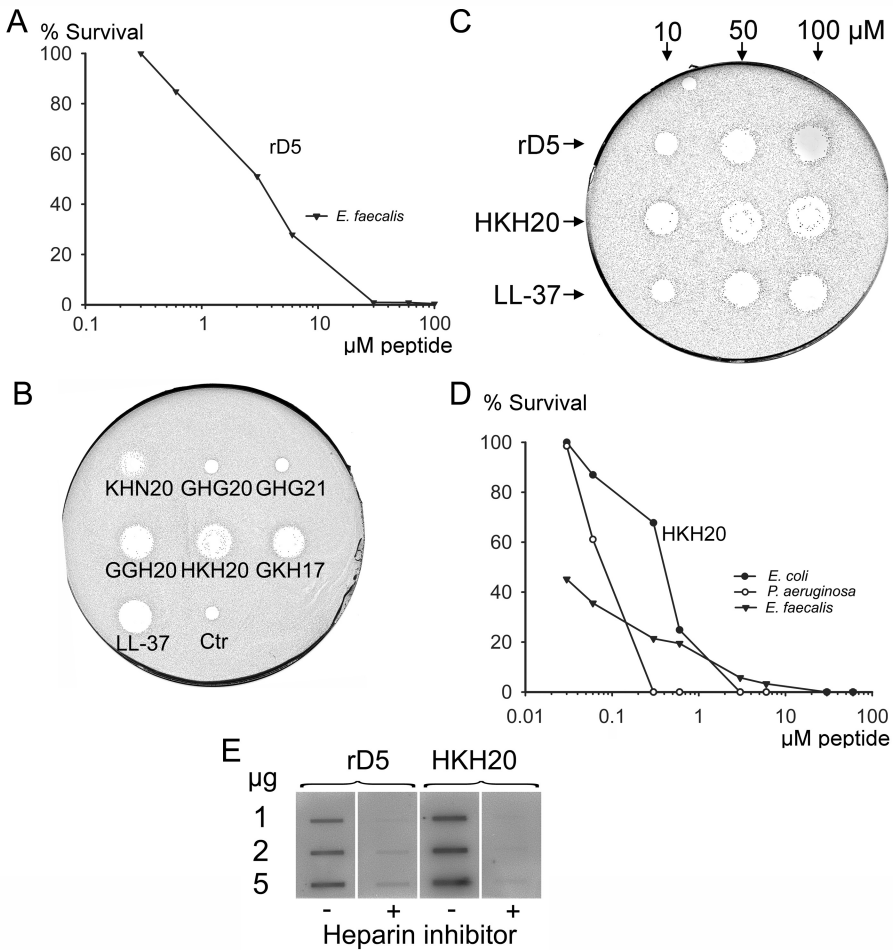 A
% Survival
100
80
60
40
20
0
rD5
E. faecalis
0.1 1 10 100
µM peptide
C
10 50 100 µM
rD5
HKH20
LL-37
B
KHN20 GHG20 GHG21
GGH20 HKH20 GKH17
LL-37 Ctr
D
% Survival
100
80
60
40
20
0
HKH20
E. coli
P. aeruginosa
E. faecalis
0.01 0.1 1 10 100
µM peptide
E
rD5 HKH20
µg
1
2
5
- + - +
Heparin inhibitor